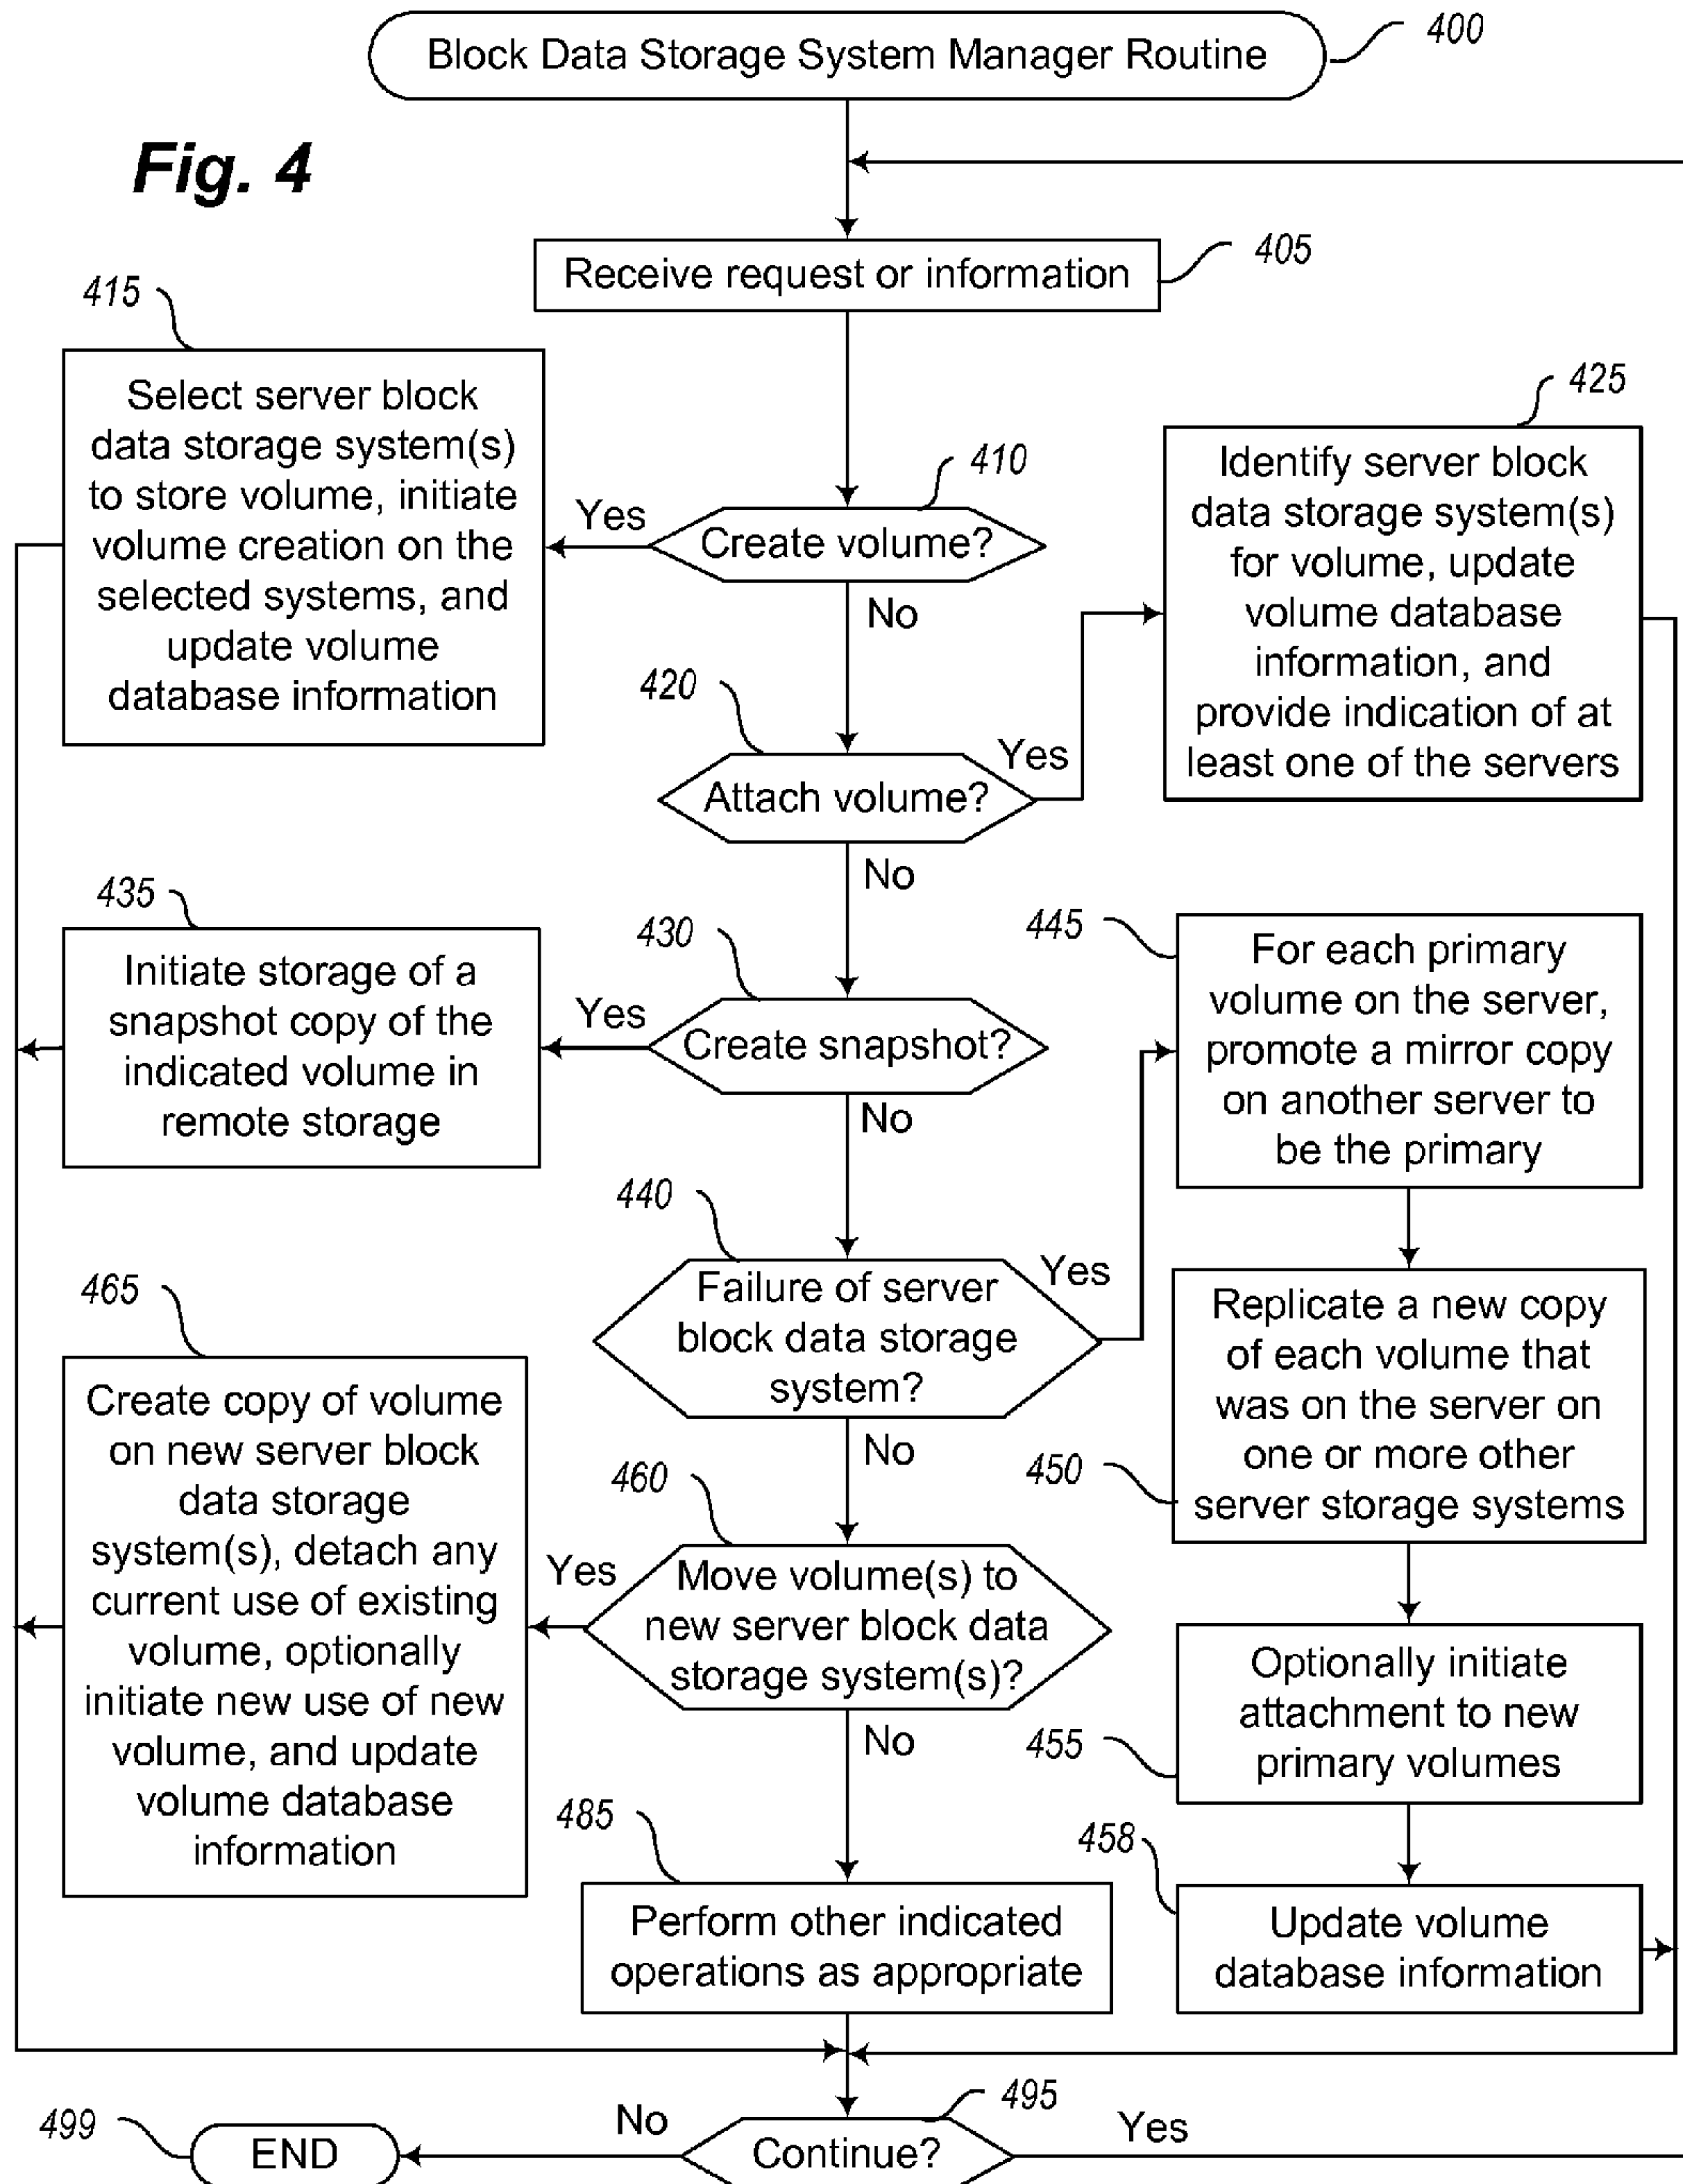 Block Data Storage System Manager Routine
400
Fig. 4
Receive request or information
405
415
Select server block
data storage system(s)
to store volume, initiate
volume creation on the
selected systems, and
update volume
database information
Yes
410
Create volume?
No
425
Identify server block
data storage system(s)
for volume, update
volume database
information, and
provide indication of at
least one of the servers
420
Yes
Attach volume?
No
435
Initiate storage of a
snapshot copy of the
indicated volume in
remote storage
430
Yes
Create snapshot?
No
445
For each primary
volume on the server,
promote a mirror copy
on another server to
be the primary
440
Yes
Failure of server
block data storage
system?
No
450
Replicate a new copy
of each volume that
was on the server on
one or more other
server storage systems
465
Create copy of volume
on new server block
data storage
system(s), detach any
current use of existing
volume, optionally
initiate new use of new
volume, and update
volume database
information
460
Yes
Move volume(s) to
new server block data
storage system(s)?
No
455
Optionally initiate
attachment to new
primary volumes
485
Perform other indicated
operations as appropriate
458
Update volume
database information
499
END
No
495
Continue?
Yes